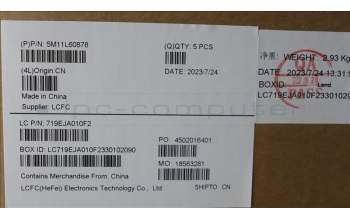 (P)P/N: 5M11L60878
(Q)QTY: 5 PCS
(4L)Origin CN
DATE: 2023/7/24
Made in China
Supplier: LCFC
LC P/N: 719EJA010F2
PO: 4502016401
BOX ID: LC719EJA010F2330102090
MO: 18563281
Contains Merchandise From. China,
LCFC(HeFei) Electronics Technology Co., Ltd
SHIPTO: CN
净重: WEIGHT: 2.93 Kg
DATE: 2023/7/24 13:31:5
BOXID:
LC719EJA010F2330102
pc-computer